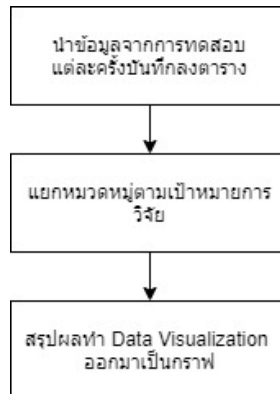 นำข้อมูลจากการทดสอบ
แต่ละครั้งบันทึกลงตาราง
แยกหมวดหมู่ตามเป้าหมายการ
วิจัย
สรุปผลทำ Data Visualization
ออกมาเป็นกราฟ